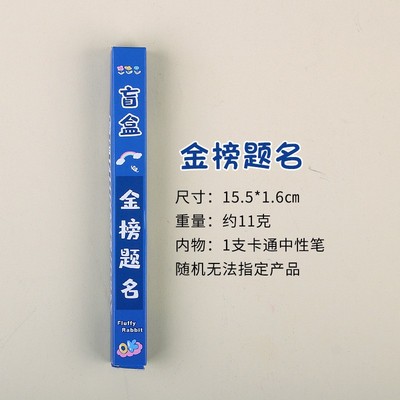 盲盒
金榜题名
Fluffy
Rabbit
金榜题名
尺寸：15.5*1.6cm
重量：约11克
内物：1支卡通中性笔
随机无法指定产品